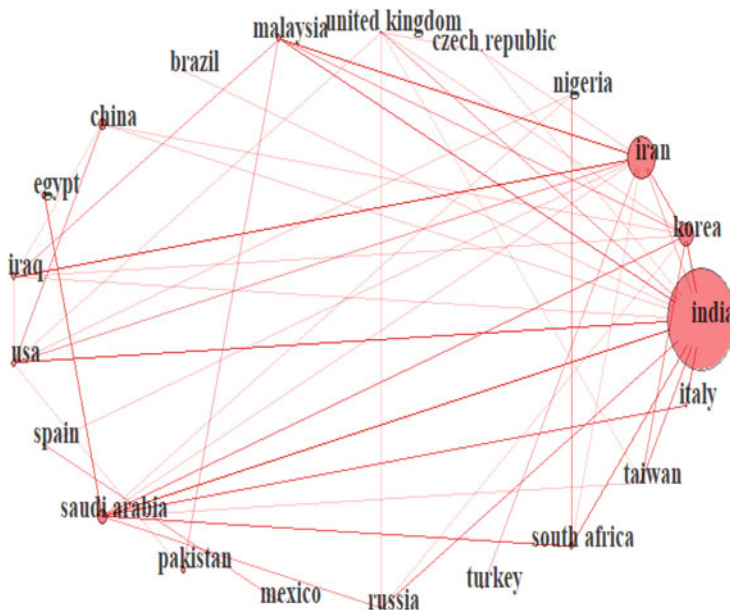 malaysia
united kingdom
czech republic
brazil
nigeria
china
iran
egypt
korea
iraq
india
usa
italy
spain
taiwan
saudi arabia
south africa
pakistan
turkey
mexico
russia